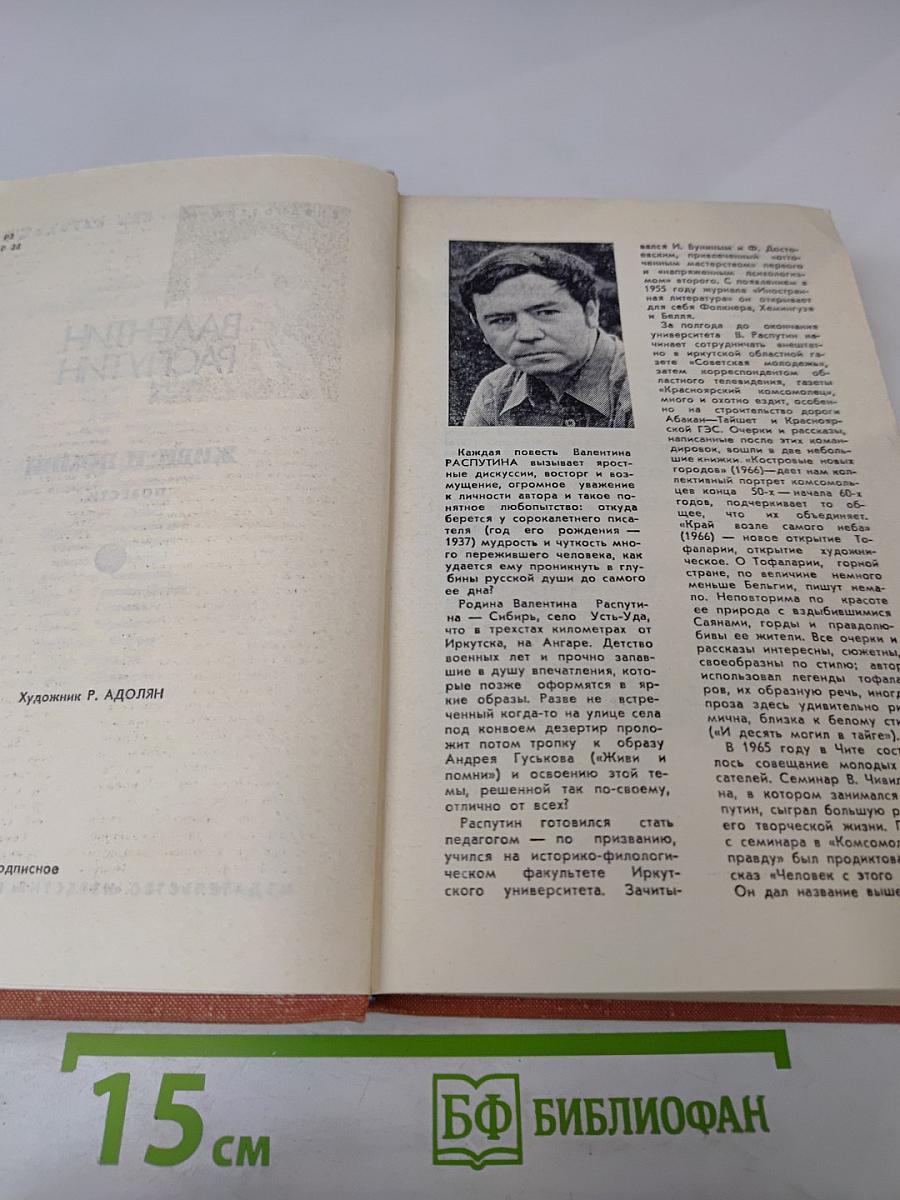 Р2
Р 24
Художник Р. АДОЛЯН
одписное
Каждая повесть Валентина
РАСПУТИНА вызывает ярост-
ные дискуссии, восторг и воз-
мущение, огромное уважение
к личности автора и такое по-
нятное любопытство: откуда
берется у сорокалетнего писа-
теля (год его рождения —
1937) мудрость и чуткость мно-
го пережившего человека, как
удается ему проникнуть в глу-
бины русской души до самого
ее дна?
Родина Валентина Распути-
на — Сибирь, село Усть-Уда,
что в трехстах километрах от
Иркутска, на Ангаре. Детство
военных лет и прочно запав-
шие в душу впечатления, кото-
рые позже оформятся в яр-
кие образы. Разве не встре-
ченный когда-то на улице села
под конвоем дезертир проло-
жит потом тропку к образу
Андрея Гуськова («Живи и
помни») и освоению этой те-
мы, решенной так по-своему,
отлично от всех?
Распутин готовился стать
педагогом — по призванию,
учился на историко-филологи-
ческом факультете Иркут-
ского университета. Зачиты-
вался И. Буниным и Ф. Досто-
евским, привлеченный «отто-
ченным мастерством» первого
и «напряженным психологиз-
мом» второго. С появлением в
1955 году журнала «Иностран-
ная литература» он открывает
для себя Фолкнера, Хемингуэя
и Белля.
За полгода до окончания
университета В. Распутин на-
чинает сотрудничать внештат-
но в иркутской областной га-
зете «Советская молодежь»,
затем корреспондентом об-
ластного телевидения, газеты
«Красноярский комсомолец»,
много и охотно ездит, особен-
но на строительство дороги
Абакан—Тайшет и Краснояр-
ской ГЭС. Очерки и рассказы,
написанные после этих коман-
дировок, вошли в две неболь-
шие книжки. «Костровые новых
городов» (1966)—дает нам кол-
лективный портрет комсомоль-
цев конца 50-х — начала 60-х
годов, подчеркивает то об-
щее, что их объединяет.
«Край возле самого неба»
(1966) — новое открытие То-
фаларии, открытие художни-
ческое. О Тофаларии, горной
стране, по величине немного
меньше Бельгии, пишут нема-
ло. Неповторима по красоте
ее природа с вздыбившимися
Саянами, горды и правдолю-
бивы ее жители. Все очерки и
рассказы интересны, сюжетны,
своеобразны по стилю; автор
использовал легенды тофала-
ров, их образную речь, иногд
проза здесь удивительно ри
мична, близка к белому сти
(«И десять могил в тайге»).
В 1965 году в Чите сост
лось совещание молодых
сателей. Семинар В. Чивил
на, в котором занимался
путин, сыграл большую р
его творческой жизни. П
с семинара в «Комсомол
правду» был продиктова
сказ «Человек с этого
Он дал название выше
15 см
БФ БИБЛИОФАН